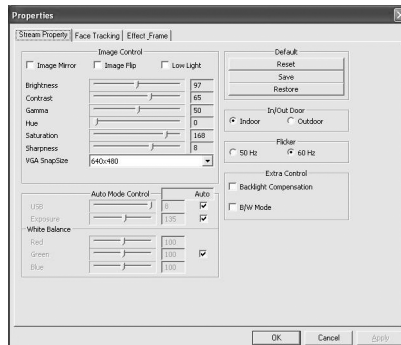 Properties
Stream Property
Face Tracking
Effect_Frame
Image Control
Image Mirror
Image Flip
Low Light
Brightness 97
Contrast 65
Gamma 50
Hue 0
Saturation 168
Sharpness 8
VGA SnapSize 640x480
Auto Mode Control Auto
USB 8
Exposure 135
White Balance
Red 100
Green 100
Blue 100
Default
Reset
Save
Restore
In/Out Door
Indoor
Outdoor
Flicker
50 Hz
60 Hz
Extra Control
Backlight Compensation
B/W Mode
OK
Cancel
Apply